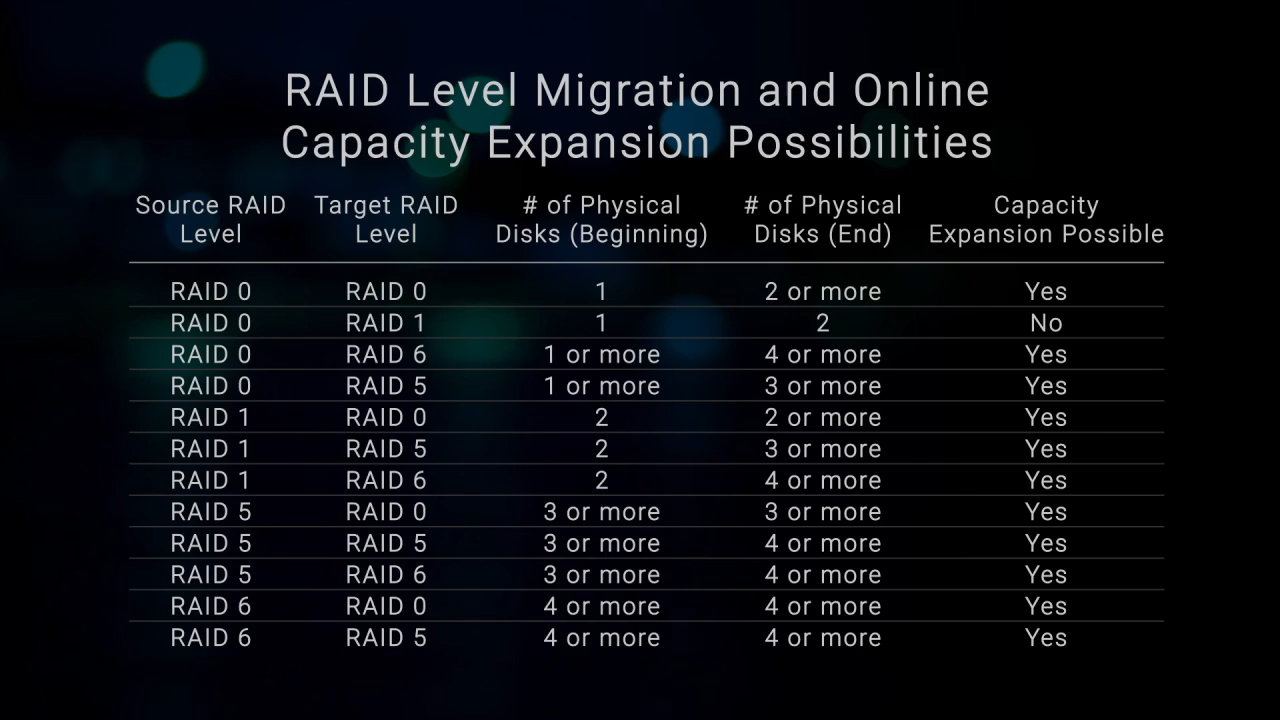 RAID Level Migration and Online
Capacity Expansion Possibilities
Source RAID Level Target RAID Level # of Physical Disks (Beginning) # of Physical Disks (End) Capacity Expansion Possible
RAID 0 RAID 0 1 2 or more Yes
RAID 0 RAID 1 1 2 No
RAID 0 RAID 6 1 or more 4 or more Yes
RAID 0 RAID 5 1 or more 3 or more Yes
RAID 1 RAID 0 2 2 or more Yes
RAID 1 RAID 5 2 3 or more Yes
RAID 1 RAID 6 2 4 or more Yes
RAID 5 RAID 0 3 or more 3 or more Yes
RAID 5 RAID 5 3 or more 4 or more Yes
RAID 5 RAID 6 3 or more 4 or more Yes
RAID 6 RAID 0 4 or more 4 or more Yes
RAID 6 RAID 5 4 or more 4 or more Yes